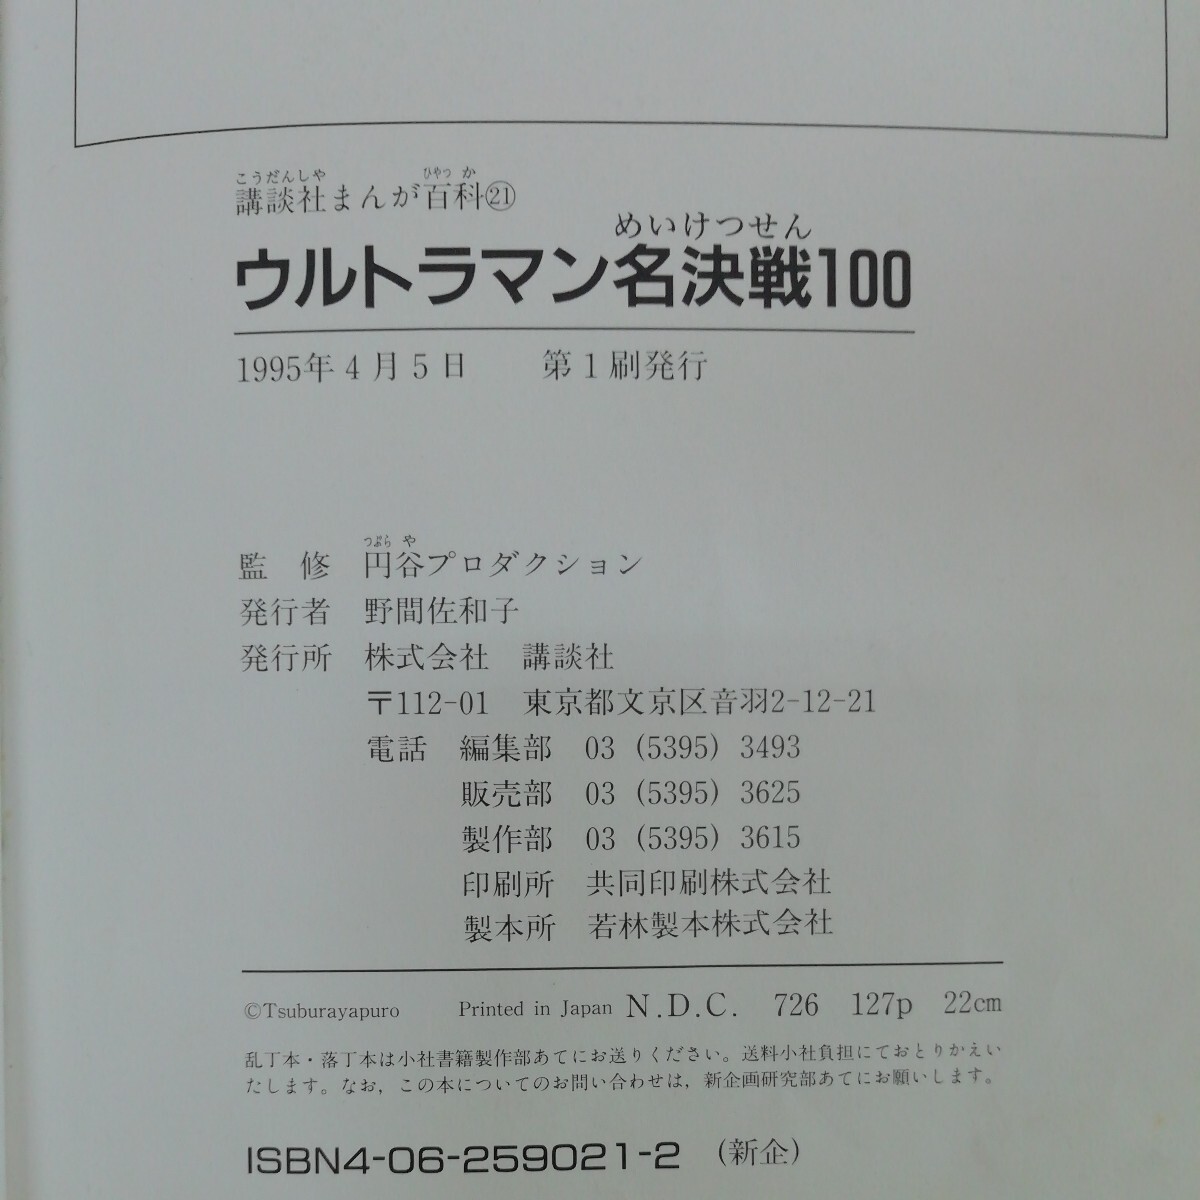 こうだんしや　ひやつか
講談社まんが百科㉑
めいけつせん
ウルトラマン名決戦100
1995年4月5日　第1刷発行
つぶらや
監　修　円谷プロダクション
発行者　野間佐和子
発行所　株式会社　講談社
〒112-01　東京都文京区音羽2-12-21
電話　編集部　03（5395）3493
販売部　03（5395）3625
製作部　03（5395）3615
印刷所　共同印刷株式会社
製本所　若林製本株式会社
©Tsuburayapuro　Printed in Japan　N.D.C.　726　127p　22cm
乱丁本・落丁本は小社書籍製作部あてにお送りください。送料小社負担にておとりかえい
たします。なお，この本についてのお問い合わせは，新企画研究部あてにお願いします。
ISBN4-06-259021-2　（新企）